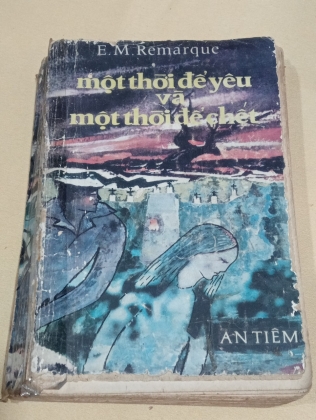 E. M. Remarque
một thời để yêu
và
một thời để chết
AN TIÊM